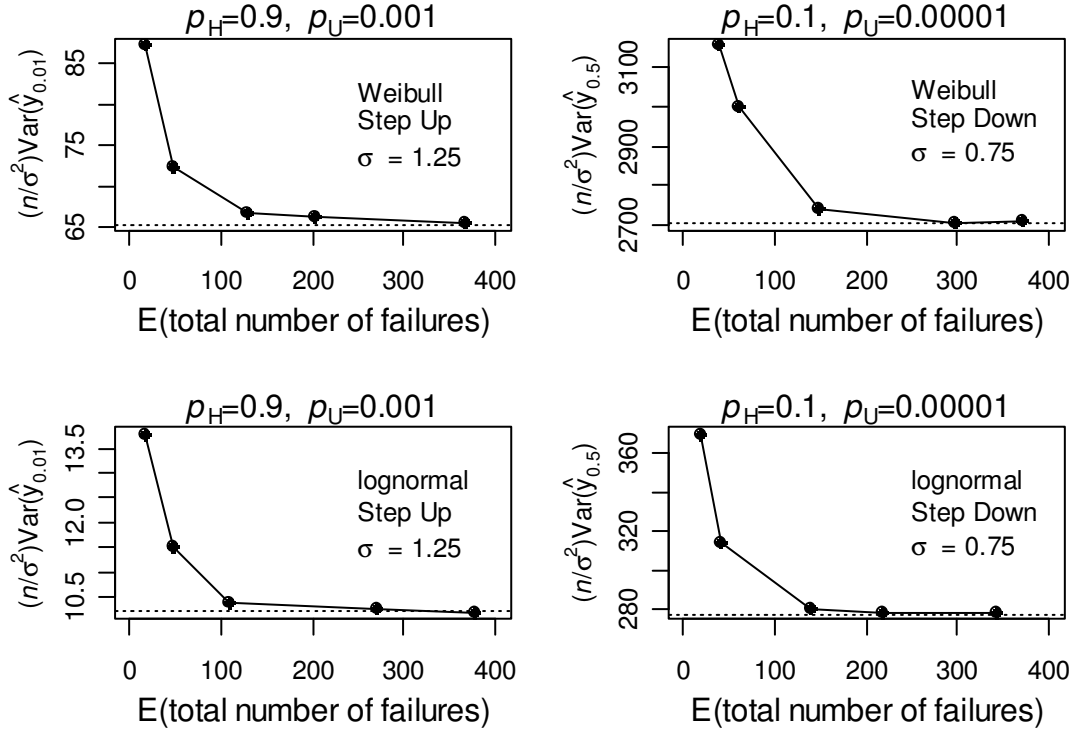 p_H=0.9, p_U=0.001
(n/σ²)Var(ŷ_0.01)
85
75
65
Weibull
Step Up
σ = 1.25
0 100 200 300 400
E(total number of failures)
p_H=0.1, p_U=0.00001
(n/σ²)Var(ŷ_0.5)
3100
2900
2700
Weibull
Step Down
σ = 0.75
0 100 200 300 400
E(total number of failures)
p_H=0.9, p_U=0.001
(n/σ²)Var(ŷ_0.01)
13.5
12.0
10.5
lognormal
Step Up
σ = 1.25
0 100 200 300 400
E(total number of failures)
p_H=0.1, p_U=0.00001
(n/σ²)Var(ŷ_0.5)
360
320
280
lognormal
Step Down
σ = 0.75
0 100 200 300 400
E(total number of failures)